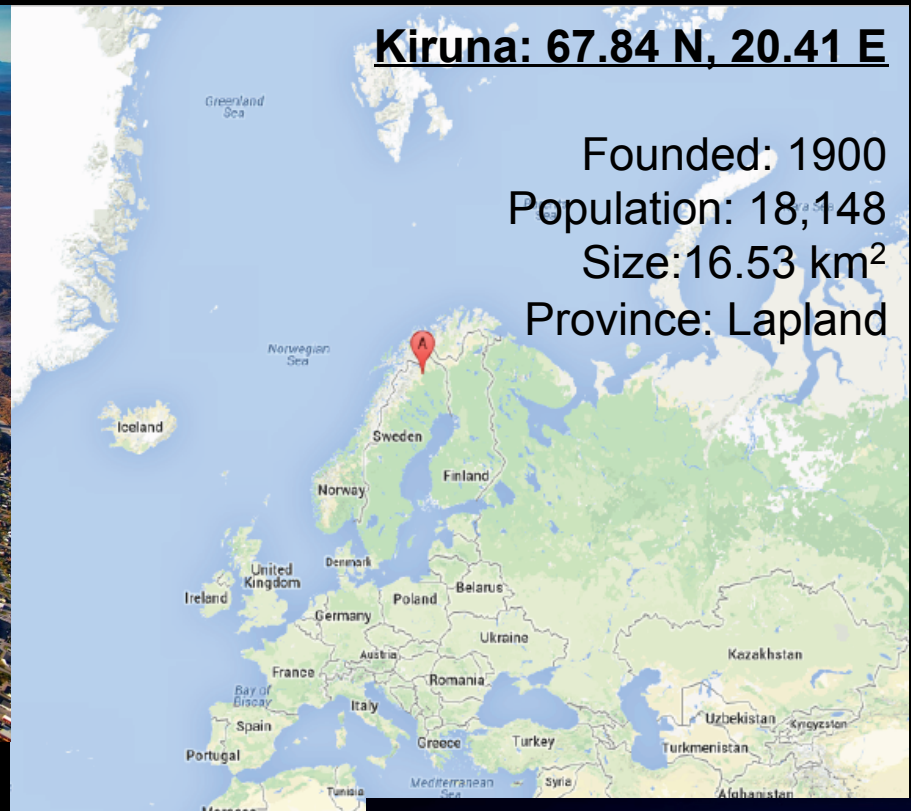 Kiruna: 67.84 N, 20.41 E
Greenland
Sea
Founded: 1900
Population: 18,148
Size:16.53 km²
Province: Lapland
Norwegian
Sea
A
Iceland
Sweden
Finland
Norway
Denmark
United
Kingdom
Ireland
Belarus
Poland
Germany
Ukraine
Austria
Kazakhstan
France
Romania
Bay of
Biscay
Italy
Uzbekistan
Kyrgyzstan
Spain
Portugal
Greece
Turkey
Turkmenistan
Mediterranean
Sea
Syria
Tunisia
Afghanistan